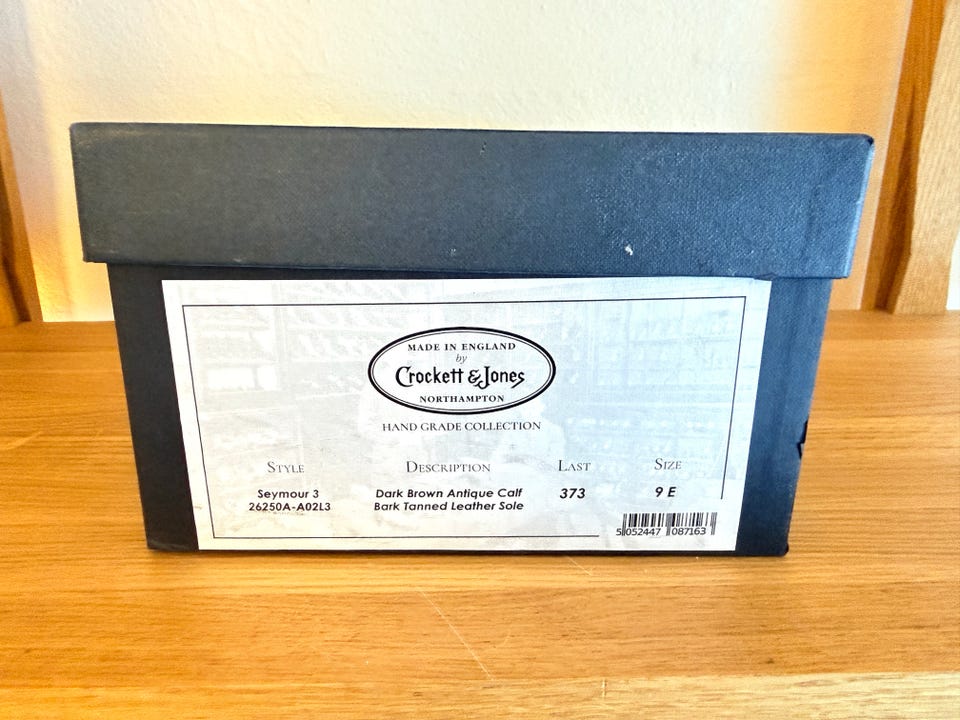 MADE IN ENGLAND
by
Crockett & Jones
NORTHAMPTON
HAND GRADE COLLECTION
STYLE DESCRIPTION LAST SIZE
Seymour 3 Dark Brown Antique Calf 373 9 E
26250A-A02L3 Bark Tanned Leather Sole
5 052447 087163